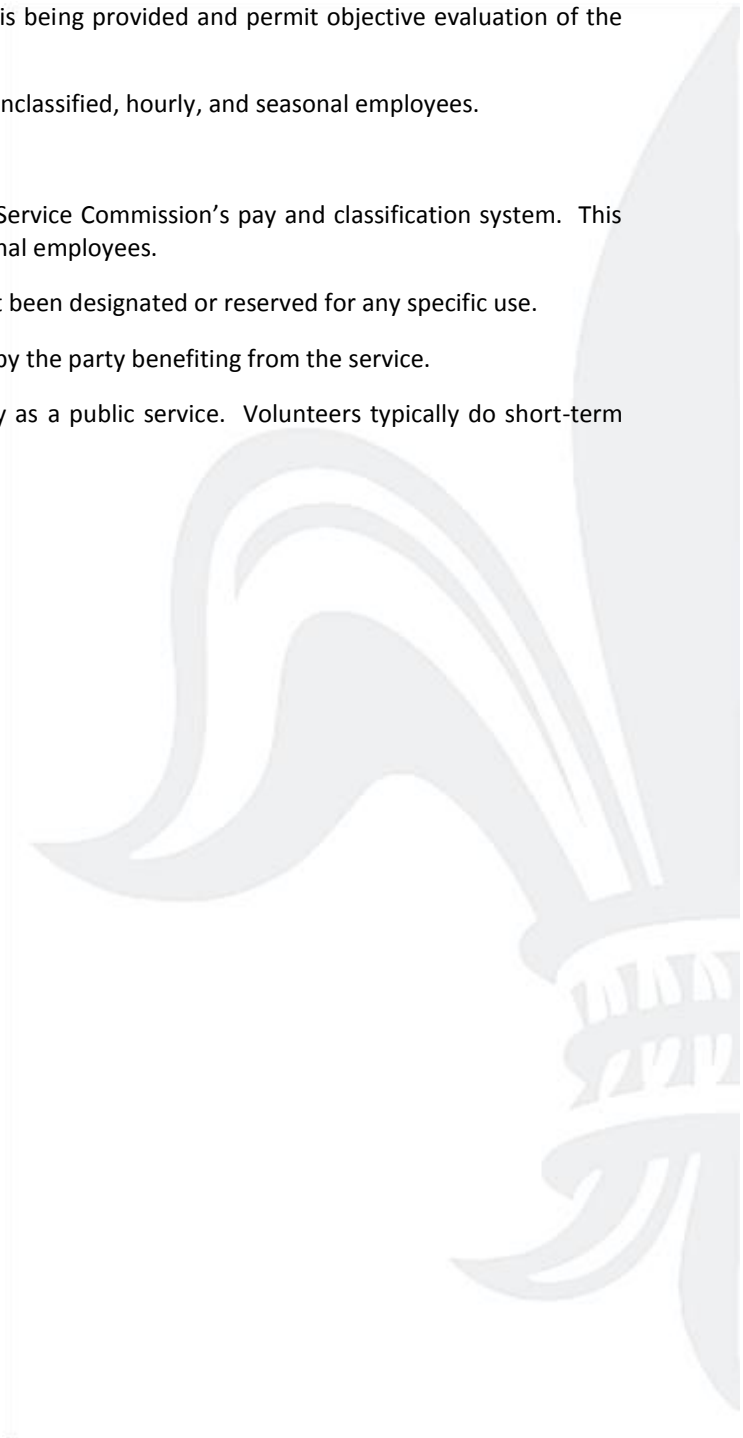 is being provided and permit objective evaluation of the
nclassified, hourly, and seasonal employees.
Service Commission's pay and classification system.  This
nal employees.
t been designated or reserved for any specific use.
by the party benefiting from the service.
y as a public service.  Volunteers typically do short-term